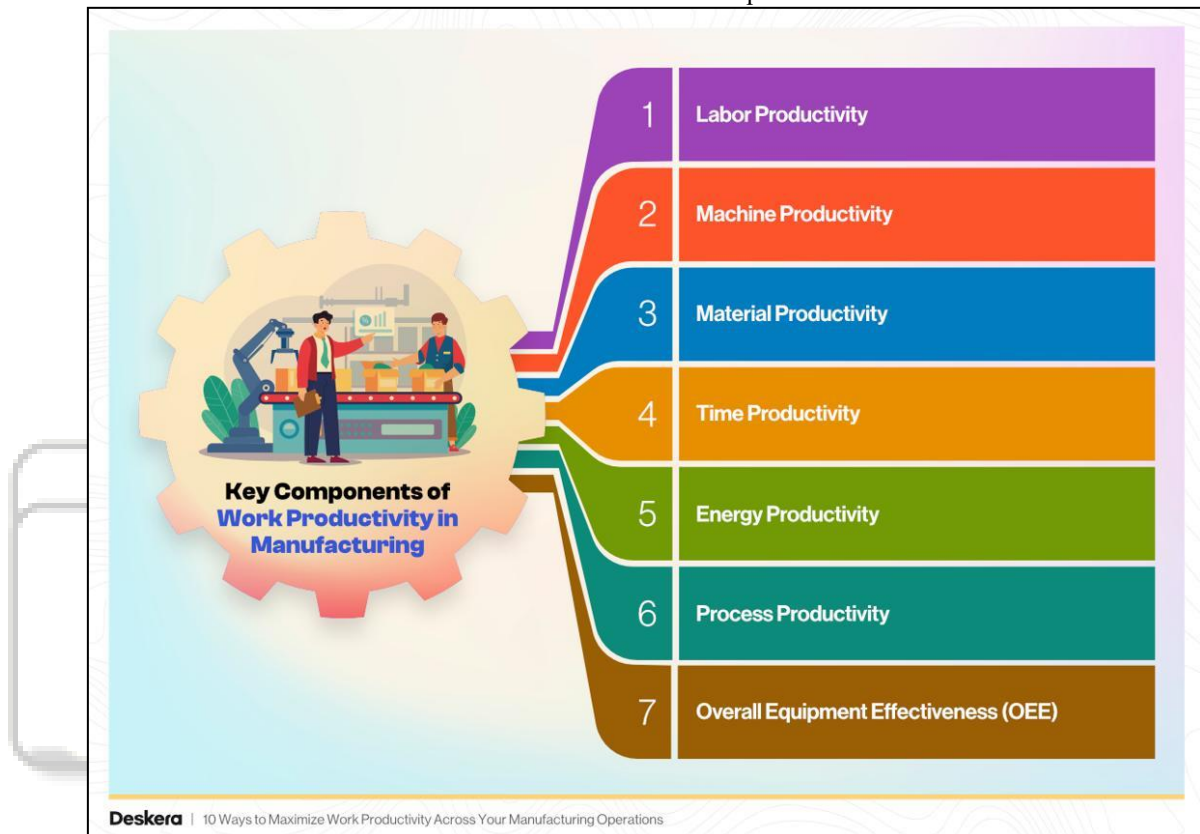 1 Labor Productivity
2 Machine Productivity
3 Material Productivity
4 Time Productivity
5 Energy Productivity
6 Process Productivity
7 Overall Equipment Effectiveness (OEE)
Key Components of
Work Productivity in
Manufacturing
Deskera | 10 Ways to Maximize Work Productivity Across Your Manufacturing Operations